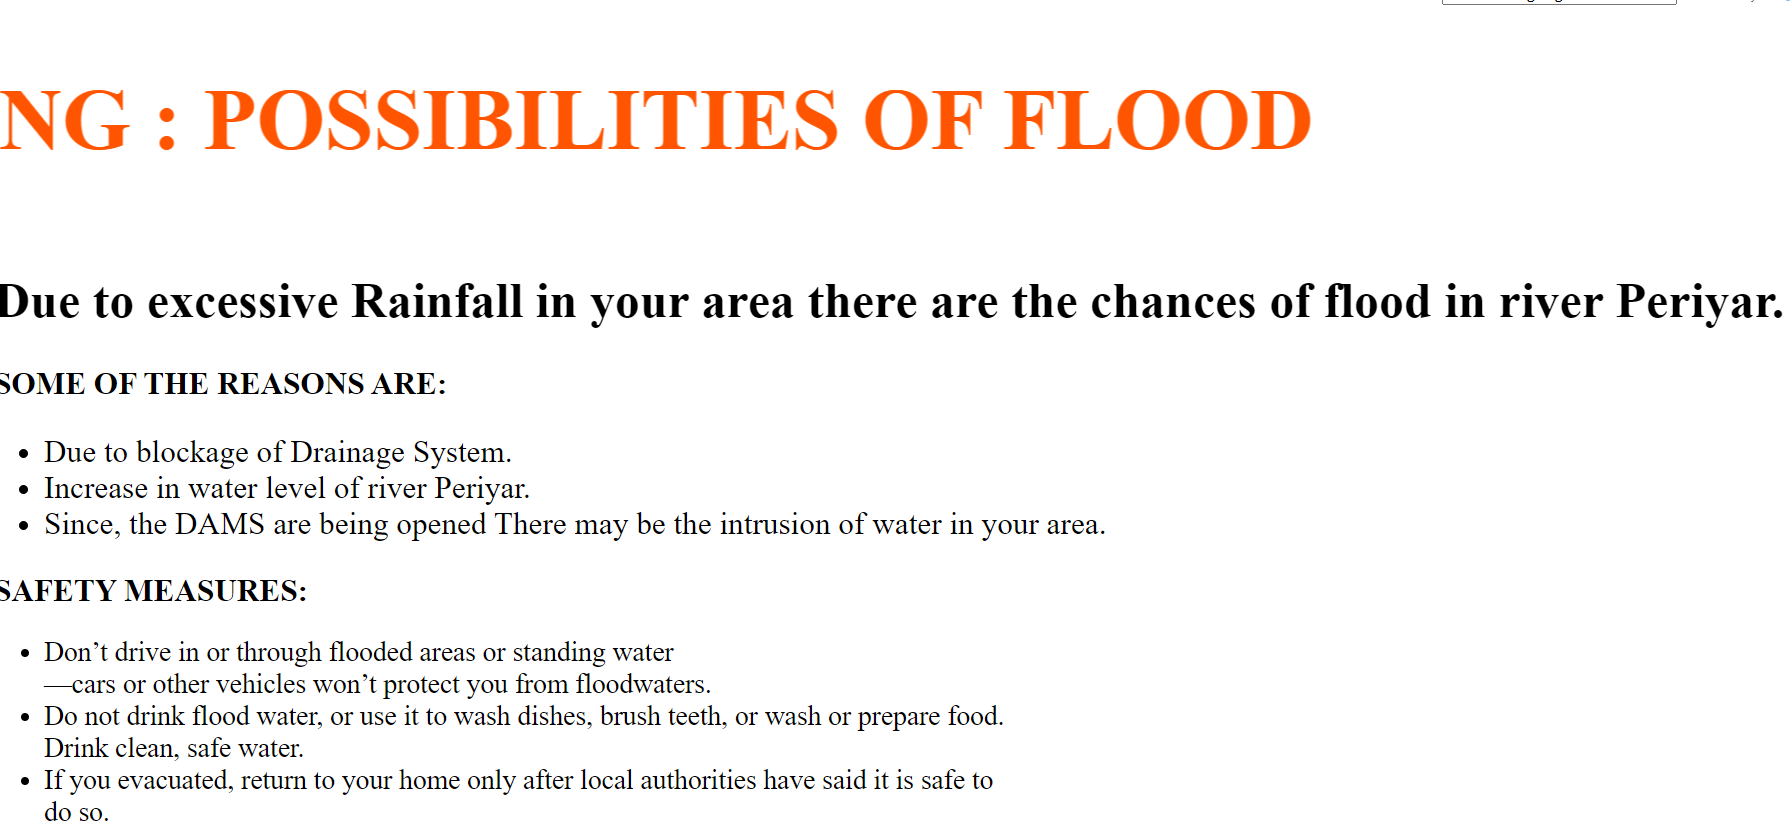 NG : POSSIBILITIES OF FLOOD
Due to excessive Rainfall in your area there are the chances of flood in river Periyar.
SOME OF THE REASONS ARE:
• Due to blockage of Drainage System.
• Increase in water level of river Periyar.
• Since, the DAMS are being opened There may be the intrusion of water in your area.
SAFETY MEASURES:
• Don’t drive in or through flooded areas or standing water
—cars or other vehicles won’t protect you from floodwaters.
• Do not drink flood water, or use it to wash dishes, brush teeth, or wash or prepare food.
Drink clean, safe water.
• If you evacuated, return to your home only after local authorities have said it is safe to
do so.